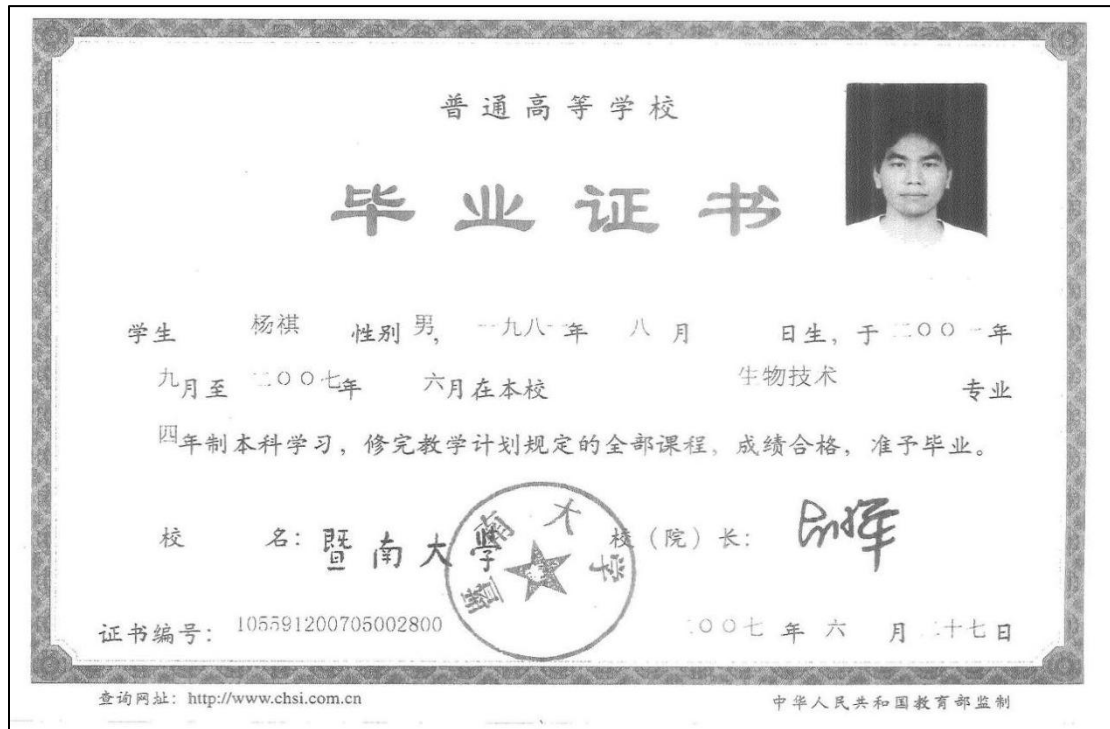 普通高等学校
毕业证书
学生 杨祺 性别 男, 一九八一年 八月 日生, 于 二〇〇一年
九月至 二〇〇七年 六月在本校 生物技术 专业
四年制本科学习, 修完教学计划规定的全部课程, 成绩合格, 准予毕业。
校 名: 暨南大学 校 (院) 长:
暨南大学
证书编号: 105591200705002800 二〇〇七 年 六 月 二十七日
查询网址: http://www.chsi.com.cn 中华人民共和国教育部监制